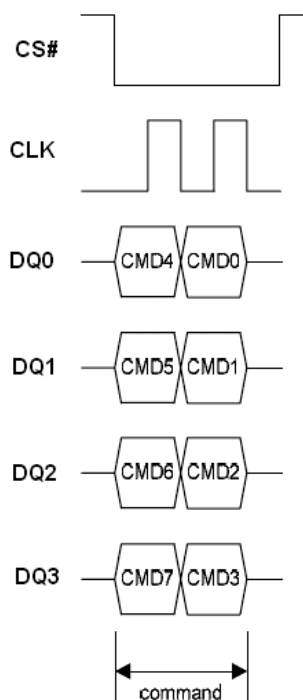 CS#
CLK
DQ0 CMD4 CMD0
DQ1 CMD5 CMD1
DQ2 CMD6 CMD2
DQ3 CMD7 CMD3
command